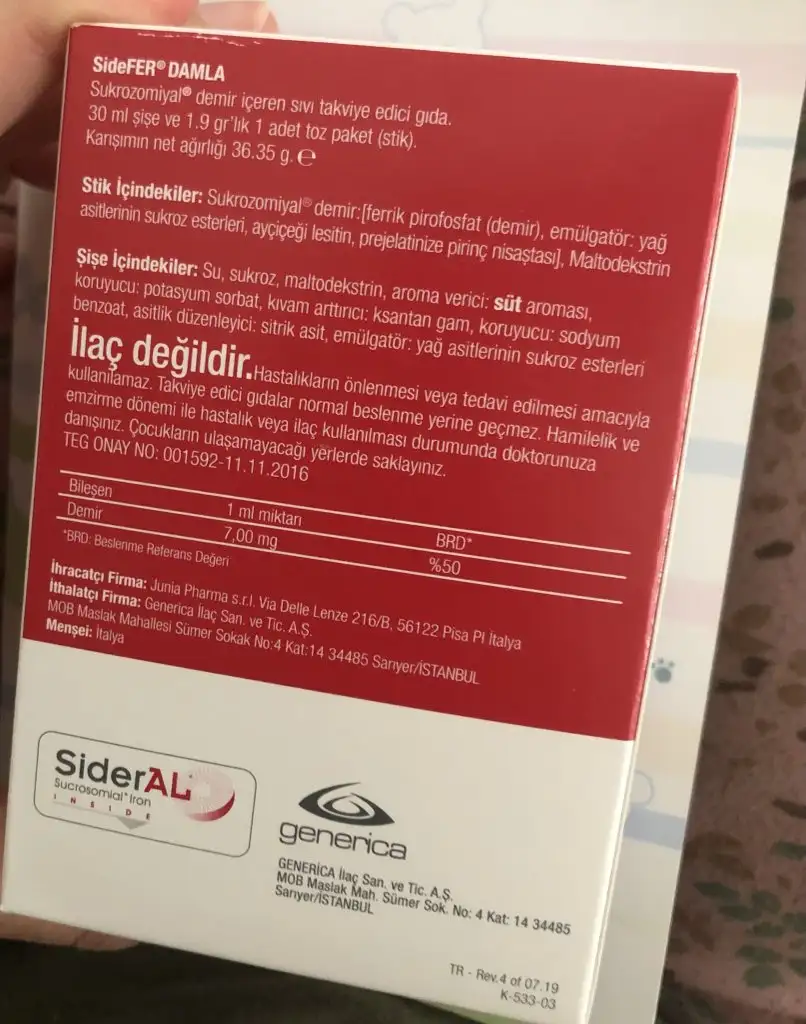 SideFER® DAMLA
Sukrozomiyal® demir içeren sıvı takviye edici gıda.
30 ml şişe ve 1.9 gr'lık 1 adet toz paket (stik).
Karışımın net ağırlığı 36.35 g. ℮
Stik İçindekiler: Sukrozomiyal® demir:[ferrik pirofosfat (demir), emülgatör: yağ
asitlerinin sukroz esterleri, ayçiçeği lesitin, prejelatinize pirinç nişastası], Maltodekstrin
Şişe İçindekiler: Su, sukroz, maltodekstrin, aroma verici: süt aroması,
koruyucu: potasyum sorbat, kıvam arttırıcı: ksantan gam, koruyucu: sodyum
benzoat, asitlik düzenleyici: sitrik asit, emülgatör: yağ asitlerinin sukroz esterleri
İlaç değildir. Hastalıkların önlenmesi veya tedavi edilmesi amacıyla
kullanılamaz. Takviye edici gıdalar normal beslenme yerine geçmez. Hamilelik ve
emzirme dönemi ile hastalık veya ilaç kullanılması durumunda doktorunuza
danışınız. Çocukların ulaşamayacağı yerlerde saklayınız.
TEG ONAY NO: 001592-11.11.2016
Bileşen 1 ml miktarı BRD*
Demir 7,00 mg %50
*BRD: Beslenme Referans Değeri
İhracatçı Firma: Junia Pharma s.r.l. Via Delle Lenze 216/B, 56122 Pisa PI İtalya
İthalatçı Firma: Generica İlaç San. ve Tic. A.Ş.
MOB Maslak Mahallesi Sümer Sokak No:4 Kat:14 34485 Sarıyer/İSTANBUL
Menşei: İtalya
SiderAL®
Sucrosomial® Iron
INSIDE
generica
GENERİCA İlaç San. ve Tic. A.Ş.
MOB Maslak Mah. Sümer Sok. No: 4 Kat: 14 34485
Sarıyer/İSTANBUL
TR - Rev.4 of 07.19
K-533-03